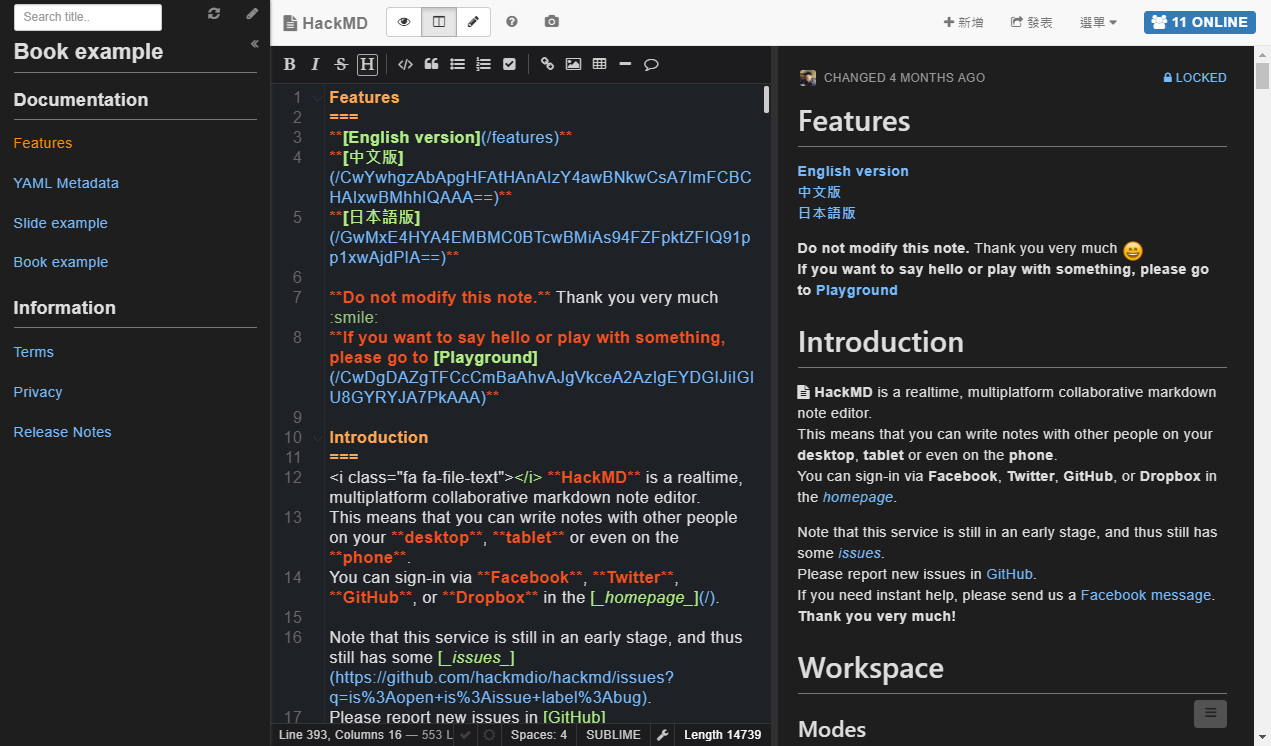 Search title..
Book example
Documentation
Features
YAML Metadata
Slide example
Book example
Information
Terms
Privacy
Release Notes
HackMD
新增
發表
選單
11 ONLINE
B I S H
1 Features
2 ===
3 **[English version](/features)**
4 **[中文版]
(/CwYwhgzAbApgHFAtHAnAlzY4awBNkwCsA7ImFCBC
HAlxwBMhhIQAAA==)**
5 **[日本語版]
(/GwMxE4HYA4EMBMC0BTcwBMiAs94FZFpktZFlQ91p
p1xwAjdPIA==)**
6
7 **Do not modify this note.** Thank you very much
:smile:
8 **If you want to say hello or play with something,
please go to [Playground]
(/CwDgDAZgTFCcCmBaAhvAJgVkceA2AzIgEYDGIJiIGI
U8GYRYJA7PkAAA)**
9
10 Introduction
11 ===
12 <i class="fa fa-file-text"></i> **HackMD** is a realtime,
multiplatform collaborative markdown note editor.
13 This means that you can write notes with other people
on your **desktop**, **tablet** or even on the
**phone**.
14 You can sign-in via **Facebook**, **Twitter**,
**GitHub**, or **Dropbox** in the [_homepage_](/).
15
16 Note that this service is still in an early stage, and thus
still has some [_issues_]
(https://github.com/hackmdio/hackmd/issues?
q=is%3Aopen+is%3Aissue+label%3Abug).
17 Please report new issues in [GitHub]
Line 393, Columns 16 — 553 L
Spaces: 4
SUBLIME
Length 14739
CHANGED 4 MONTHS AGO
LOCKED
Features
English version
中文版
日本語版
Do not modify this note. Thank you very much
If you want to say hello or play with something, please go
to Playground
Introduction
HackMD is a realtime, multiplatform collaborative markdown
note editor.
This means that you can write notes with other people on your
desktop, tablet or even on the phone.
You can sign-in via Facebook, Twitter, GitHub, or Dropbox in
the homepage.
Note that this service is still in an early stage, and thus still has
some issues.
Please report new issues in GitHub.
If you need instant help, please send us a Facebook message.
Thank you very much!
Workspace
Modes